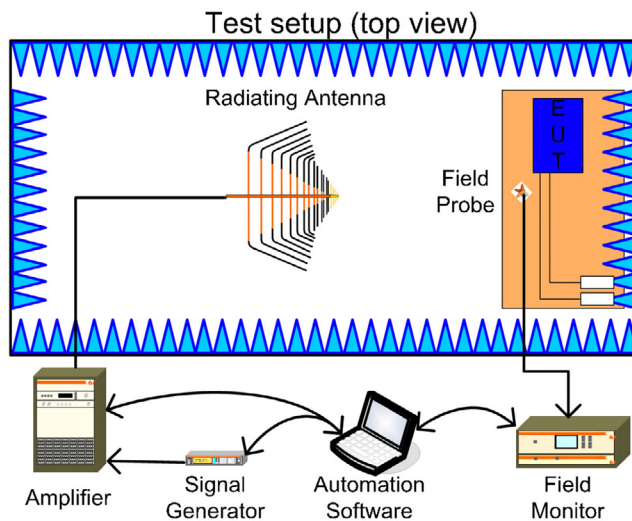 Test setup (top view)
Radiating Antenna
E
U
T
Field
Probe
Amplifier
Signal
Generator
Automation
Software
Field
Monitor